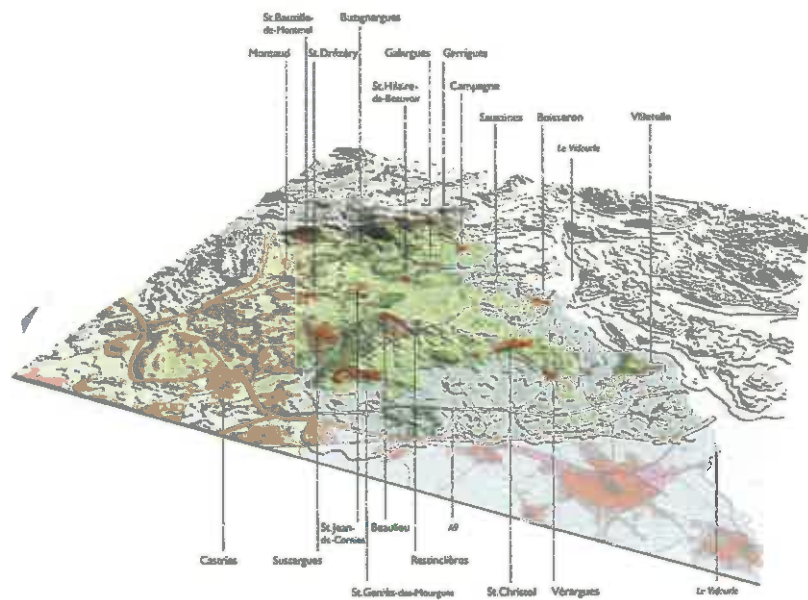 St.Bauzille-
de-Montmel
Buzignargues
Montaud
St.Drézéry
Galargues
Garrigues
St.Hilaire-
de-Beauvoir
Campagne
Saussines
Boisseron
Villetelle
Le Vidourle
St.Jean-
de-Cornies
Beaulieu
A9
Castries
Sussargues
Restinclières
St.Geniès-des-Mourgues
St.Christol
Vérargues
Le Vidourle